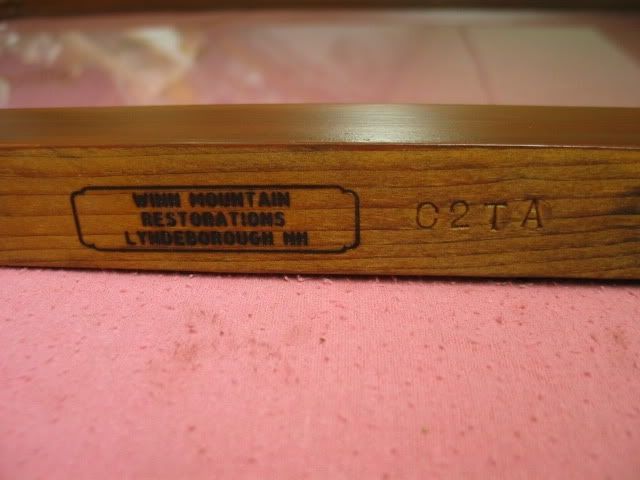 WINN MOUNTAIN
RESTORATIONS
LYNDEBOROUGH NH
C2TA